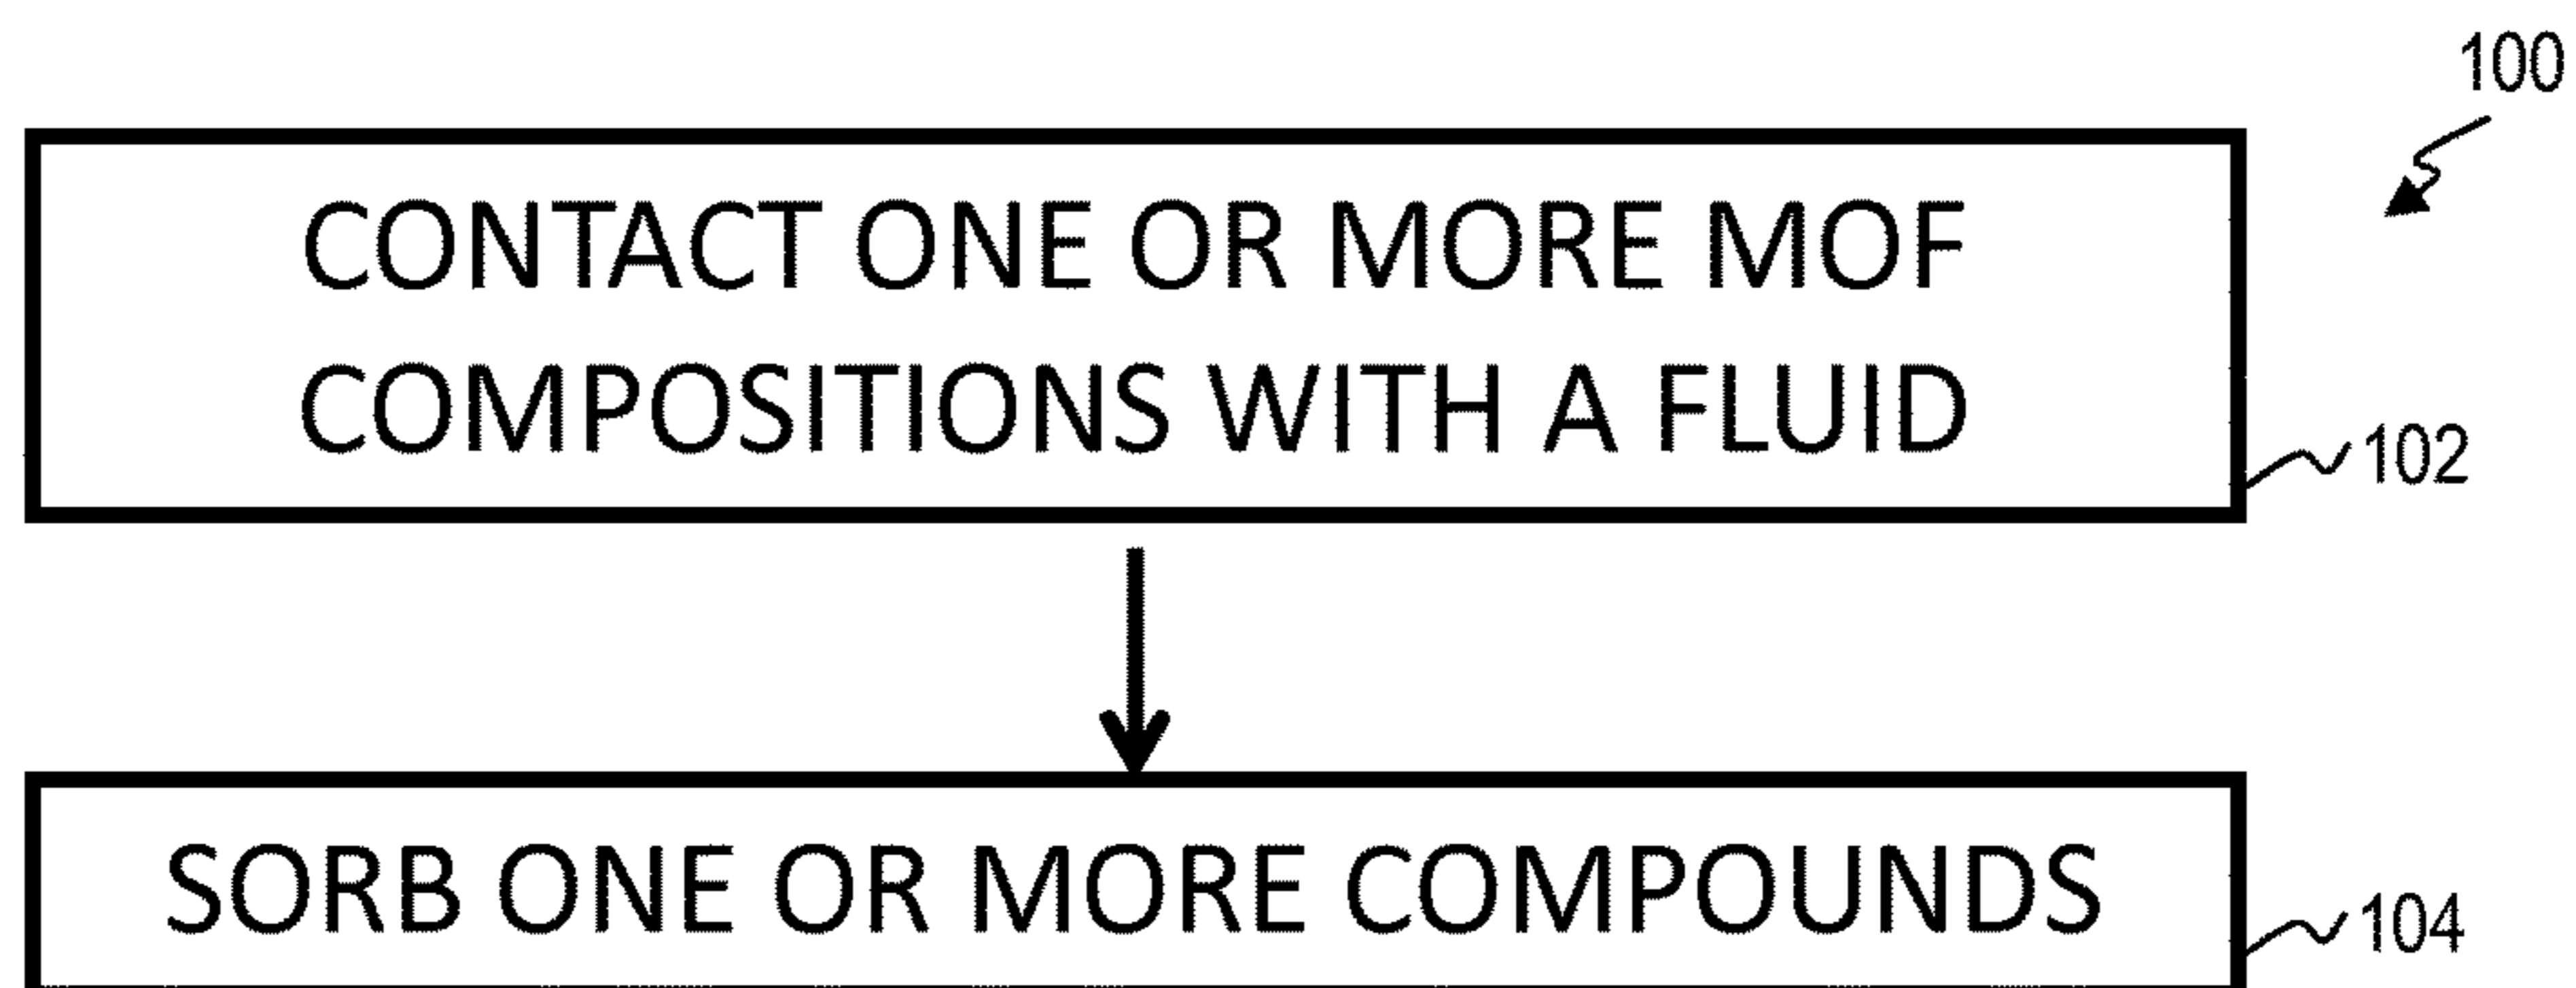 100
CONTACT ONE OR MORE MOF
COMPOSITIONS WITH A FLUID
102
SORB ONE OR MORE COMPOUNDS
104